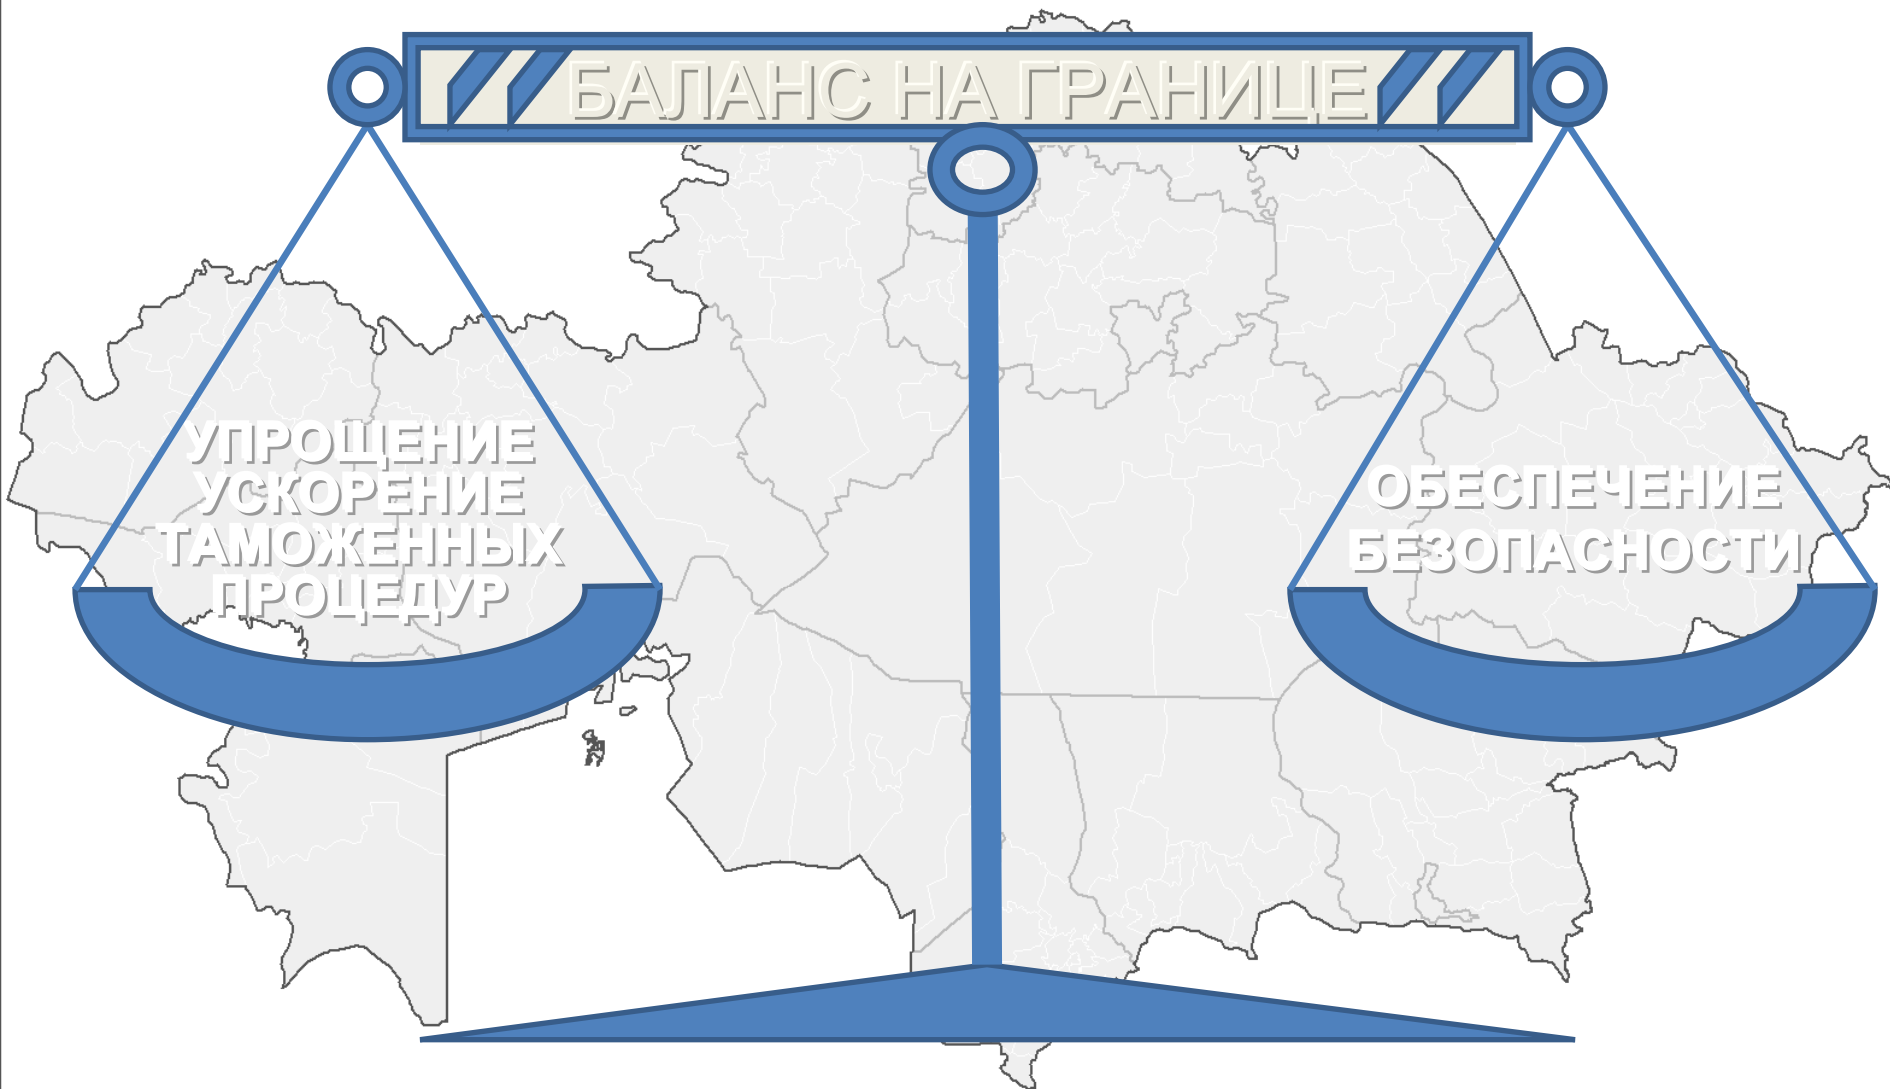 БАЛАНС НА ГРАНИЦЕ
УПРОЩЕНИЕ
УСКОРЕНИЕ
ТАМОЖЕННЫХ
ПРОЦЕДУР
ОБЕСПЕЧЕНИЕ
БЕЗОПАСНОСТИ